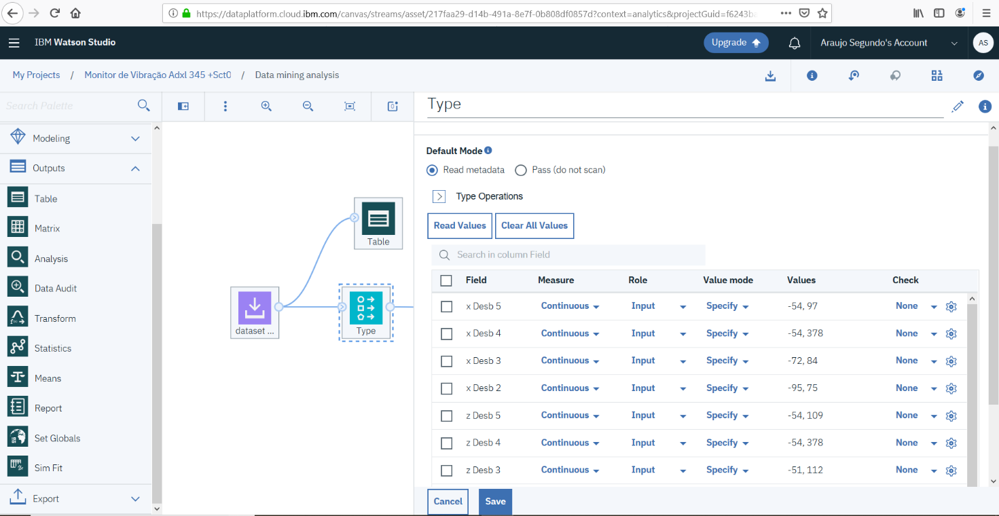 https://dataplatform.cloud.ibm.com/canvas/streams/asset/217faa29-d14b-491a-8e7f-0b808df0857d?context=analytics&projectGuid=f6243b
IBM Watson Studio
Upgrade
Araujo Segundo's Account
AS
My Projects / Monitor de Vibração Adxl 345 +Sct0 / Data mining analysis
Search Palette
Type
Modeling
Outputs
Table
Matrix
Analysis
Data Audit
Transform
Statistics
Means
Report
Set Globals
Sim Fit
Export
Table
dataset ...
Type
Default Mode
Read metadata Pass (do not scan)
Type Operations
Read Values Clear All Values
Search in column Field
Field Measure Role Value mode Values Check
x Desb 5 Continuous Input Specify -54, 97 None
x Desb 4 Continuous Input Specify -54, 378 None
x Desb 3 Continuous Input Specify -72, 84 None
x Desb 2 Continuous Input Specify -95, 75 None
z Desb 5 Continuous Input Specify -54, 109 None
z Desb 4 Continuous Input Specify -54, 378 None
z Desb 3 Continuous Input Specify -51, 112 None
Cancel Save